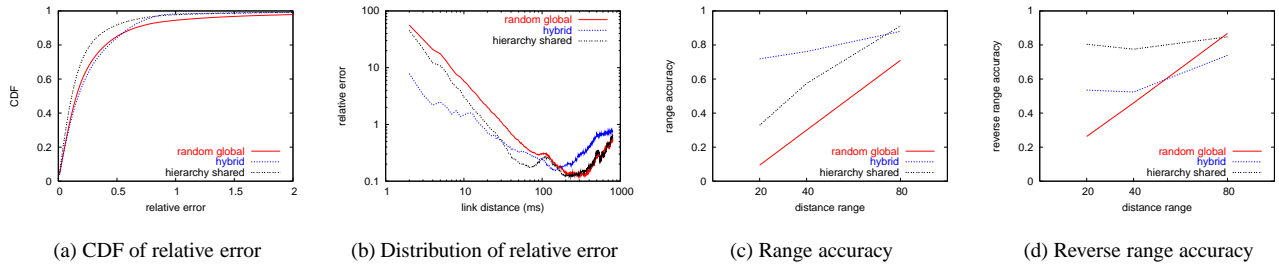 CDF
1
0.8
0.6
0.4
0.2
0
0
0.5
1
1.5
2
relative error
random global
hybrid
hierarchy shared
(a) CDF of relative error
relative error
100
10
1
0.1
1
10
100
1000
link distance (ms)
random global
hybrid
hierarchy shared
(b) Distribution of relative error
range accuracy
1
0.8
0.6
0.4
0.2
0
20
40
80
distance range
random global
hybrid
hierarchy shared
(c) Range accuracy
reverse range accuracy
1
0.8
0.6
0.4
0.2
0
20
40
80
distance range
random global
hybrid
hierarchy shared
(d) Reverse range accuracy